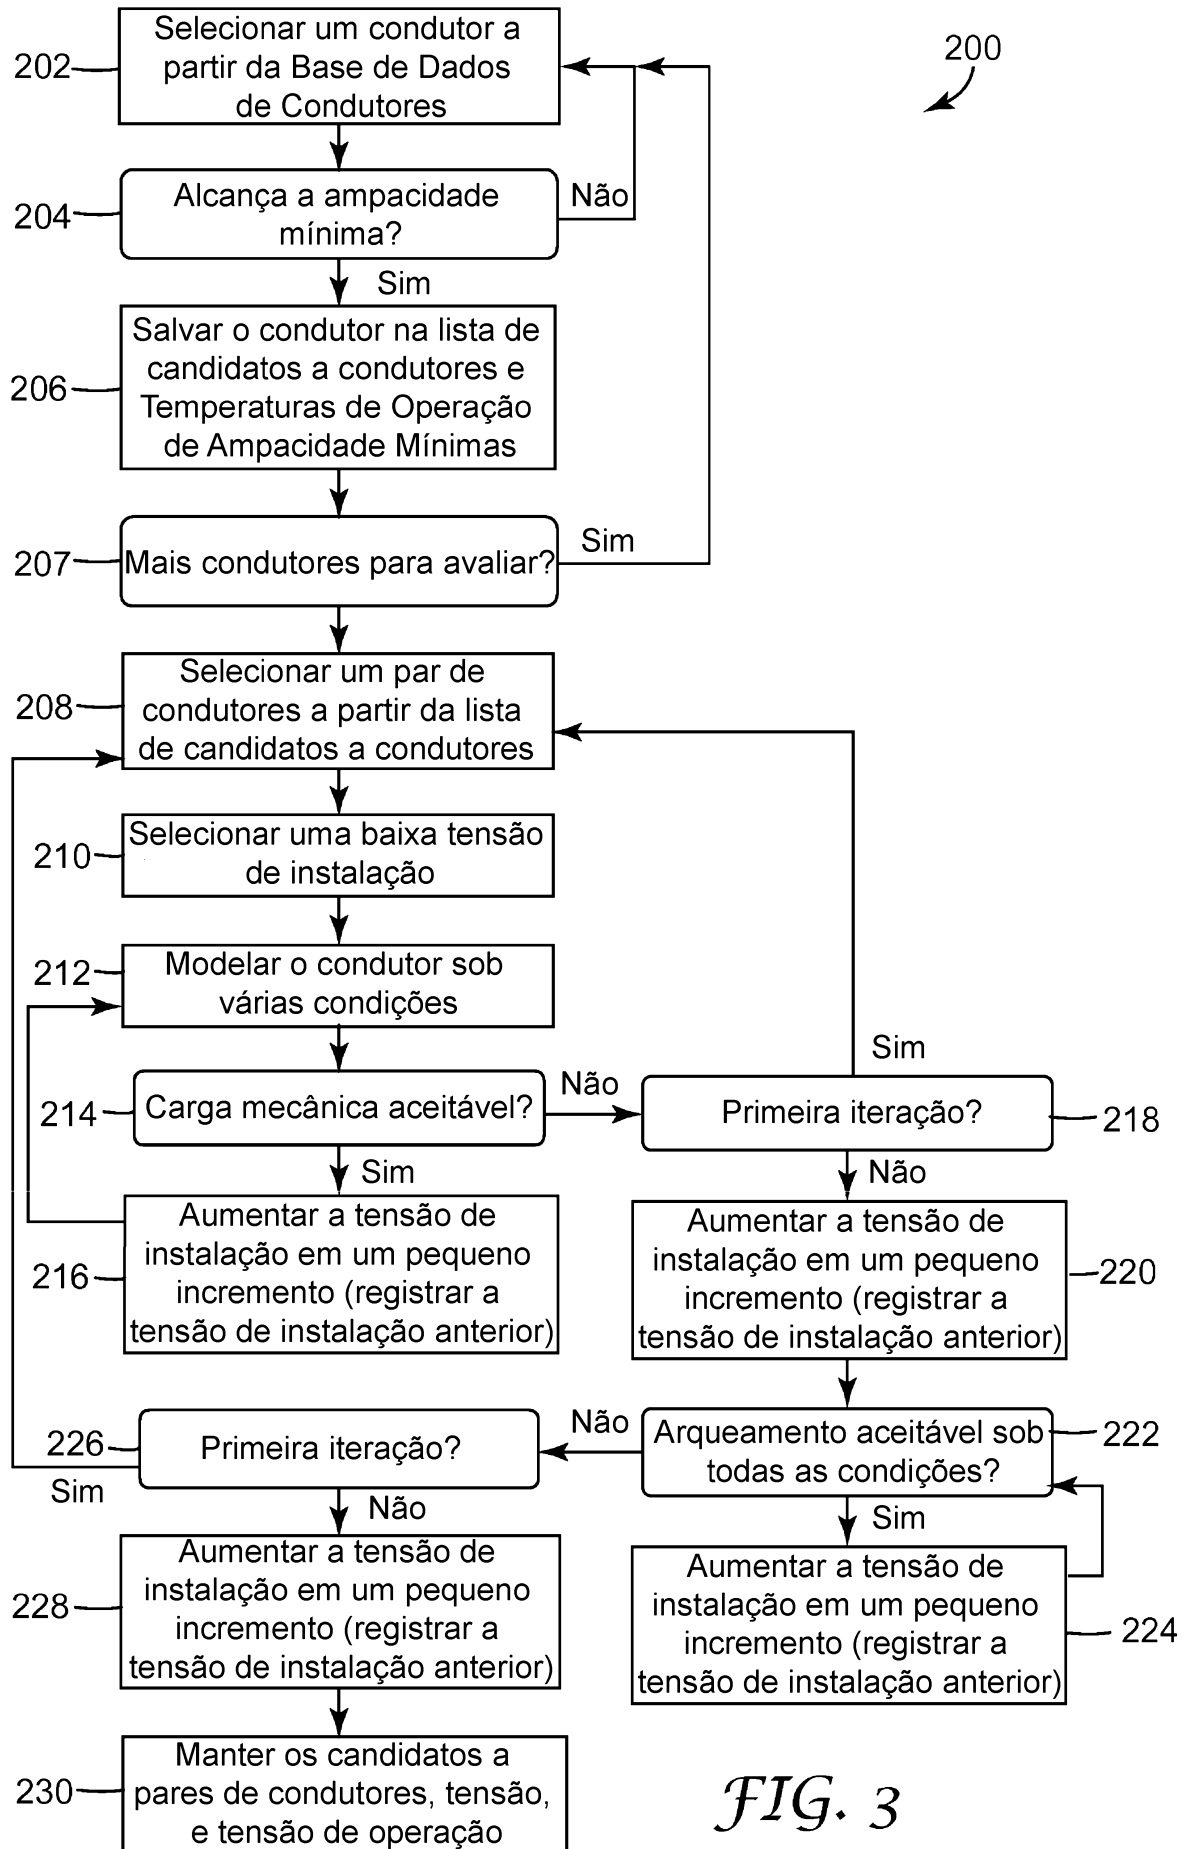 200
202
Selecionar um condutor a
partir da Base de Dados
de Condutores
204
Alcança a ampacidade
mínima?
Não
Sim
206
Salvar o condutor na lista de
candidatos a condutores e
Temperaturas de Operação
de Ampacidade Mínimas
207
Mais condutores para avaliar?
Sim
208
Selecionar um par de
condutores a partir da lista
de candidatos a condutores
210
Selecionar uma baixa tensão
de instalação
212
Modelar o condutor sob
várias condições
214
Carga mecânica aceitável?
Não
Sim
Primeira iteração?
218
Sim
Não
216
Aumentar a tensão de
instalação em um pequeno
incremento (registrar a
tensão de instalação anterior)
Aumentar a tensão de
instalação em um pequeno
incremento (registrar a
tensão de instalação anterior)
220
Arqueamento aceitável sob
todas as condições?
222
Não
Sim
226
Primeira iteração?
Sim
Não
Aumentar a tensão de
instalação em um pequeno
incremento (registrar a
tensão de instalação anterior)
224
228
Aumentar a tensão de
instalação em um pequeno
incremento (registrar a
tensão de instalação anterior)
230
Manter os candidatos a
pares de condutores, tensão,
e tensão de operação
FIG. 3